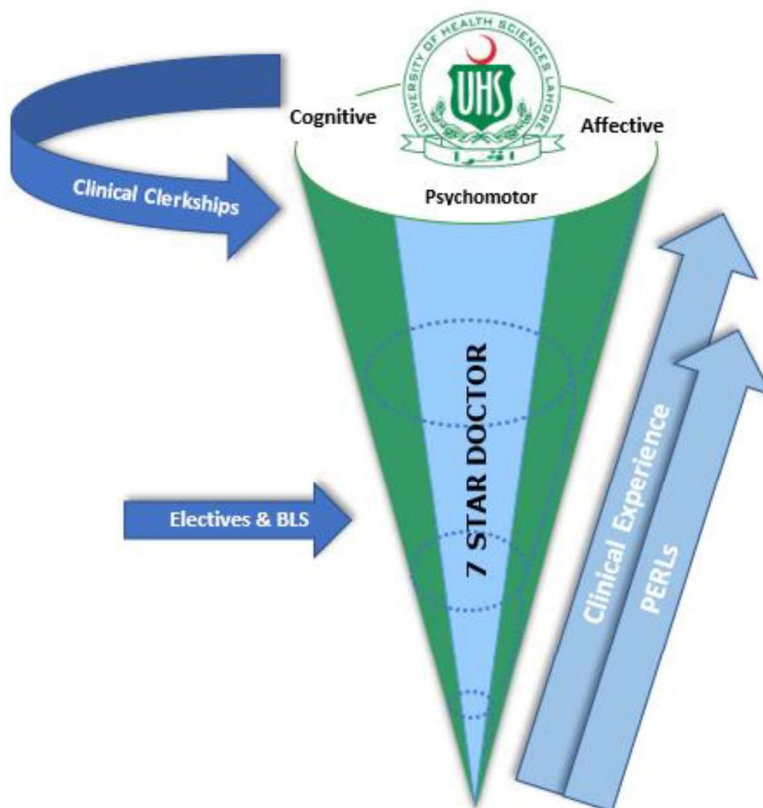 UNIVERSITY OF HEALTH SCIENCES LAHORE
UHS
اقرا
Cognitive
Affective
Psychomotor
Clinical Clerkships
7 STAR DOCTOR
Electives & BLS
Clinical Experience
PERLs